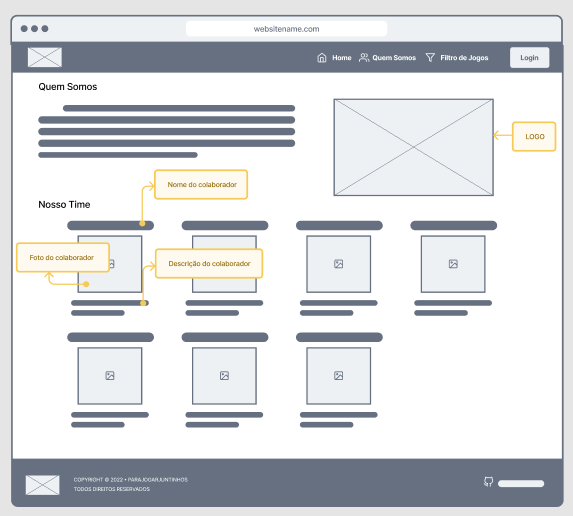 websitename.com
Home
Quem Somos
Filtro de Jogos
Login
Quem Somos
LOGO
Nome do colaborador
Nosso Time
Foto do colaborador
Descrição do colaborador
COPYRIGHT © 2022 • PARAJOGARJUNTINHOS
TODOS DIREITOS RESERVADOS